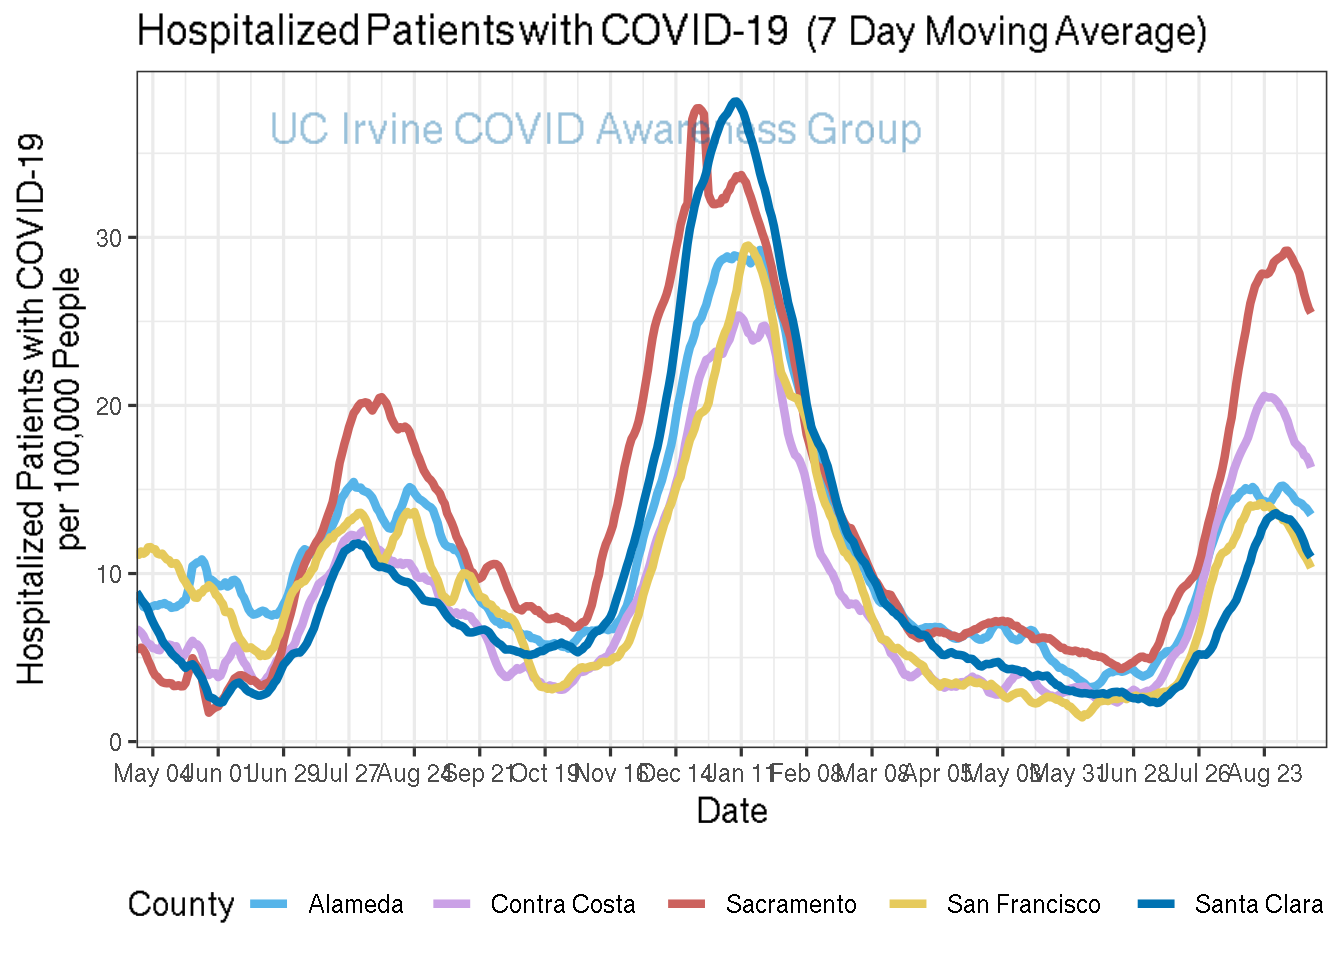 Hospitalized Patients with COVID-19 (7 Day Moving Average)
UC Irvine COVID Awareness Group
Hospitalized Patients with COVID-19
per 100,000 People
30
20
10
0
May 04 Jun 01 Jun 29 Jul 27 Aug 24 Sep 21 Oct 19 Nov 16 Dec 14 Jan 11 Feb 08 Mar 08 Apr 05 May 03 May 31 Jun 28 Jul 26 Aug 23
Date
County Alameda Contra Costa Sacramento San Francisco Santa Clara